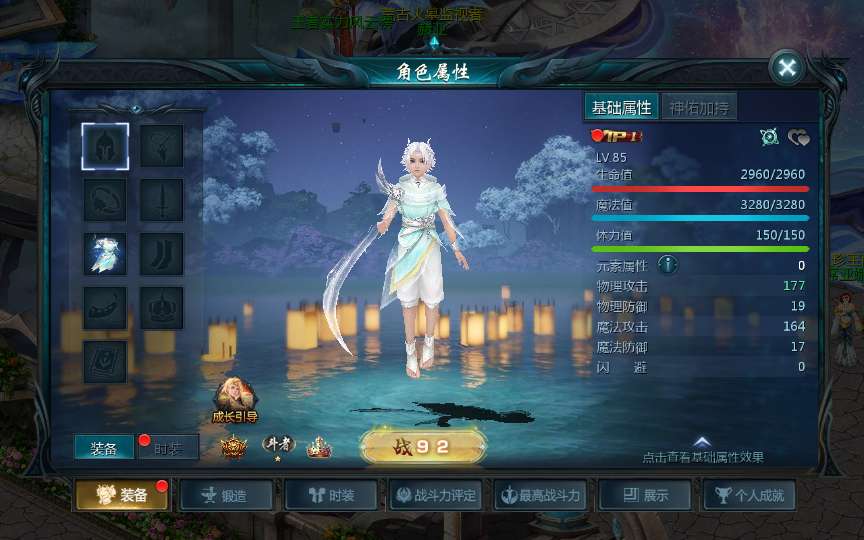 角色属性
基础属性 神佑加持
LV.85
生命值 2960/2960
魔法值 3280/3280
体力值 150/150
元素属性 0
物理攻击 177
物理防御 19
魔法攻击 164
魔法防御 17
闪 避 0
点击查看基础属性效果
成长引导
斗者
战92
装备 时装
装备 锻造 时装 战斗力评定 最高战斗力 展示 个人成就